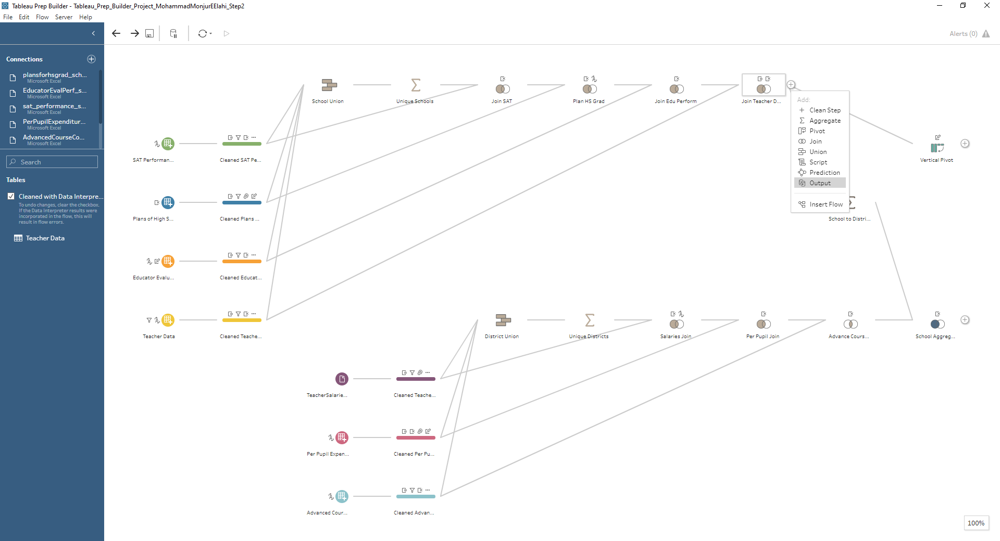 Tableau Prep Builder - Tableau_Prep_Builder_Project_MohammadMonjurEElahi_Step2
File Edit Flow Server Help
Alerts (0)
Connections
plansforhsgrad_sch...
Microsoft Excel
EducatorEvalPerf_s...
Microsoft Excel
sat_performance_s...
Microsoft Excel
PerPupilExpenditur...
Microsoft Excel
AdvancedCourseCo...
Microsoft Excel
Search
Tables
Cleaned with Data Interpre...
To undo changes, clear the checkbox.
If the Data Interpreter results were
incorporated in the flow, this will
result in flow errors.
Teacher Data
School Union
Unique Schools
Join SAT
Plan HS Grad
Join Edu Perform
Join Teacher D...
Add:
Clean Step
Aggregate
Pivot
Join
Union
Script
Prediction
Output
Insert Flow
SAT Performan...
Cleaned SAT Pe...
Vertical Pivot
Plans of High S...
Cleaned Plans ...
School to Distri...
Educator Evalu...
Cleaned Educat...
Teacher Data
Cleaned Teache...
District Union
Unique Districts
Salaries Join
Per Pupil Join
Advance Cours...
School Aggreg...
TeacherSalarie...
Cleaned Teache...
Per Pupil Expen...
Cleaned Per Pu...
Advanced Cour...
Cleaned Advan...
100%